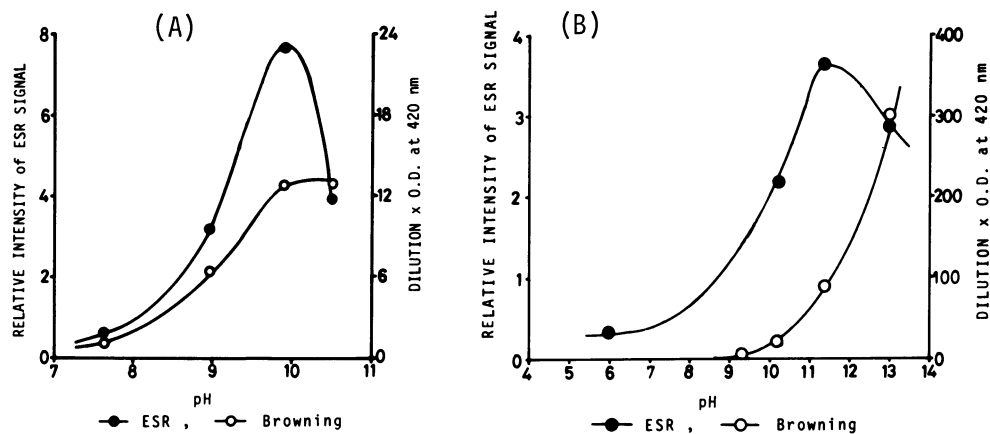 (A)
8
6
4
2
0
RELATIVE INTENSITY of ESR SIGNAL
24
18
12
6
0
DILUTION x O.D. at 420 nm
7 8 9 10 11
pH
ESR , Browning
(B)
4
3
2
1
0
RELATIVE INTENSITY of ESR SIGNAL
400
300
200
100
0
DILUTION x O.D. at 420 nm
4 5 6 7 8 9 10 11 12 13 14
pH
ESR , Browning